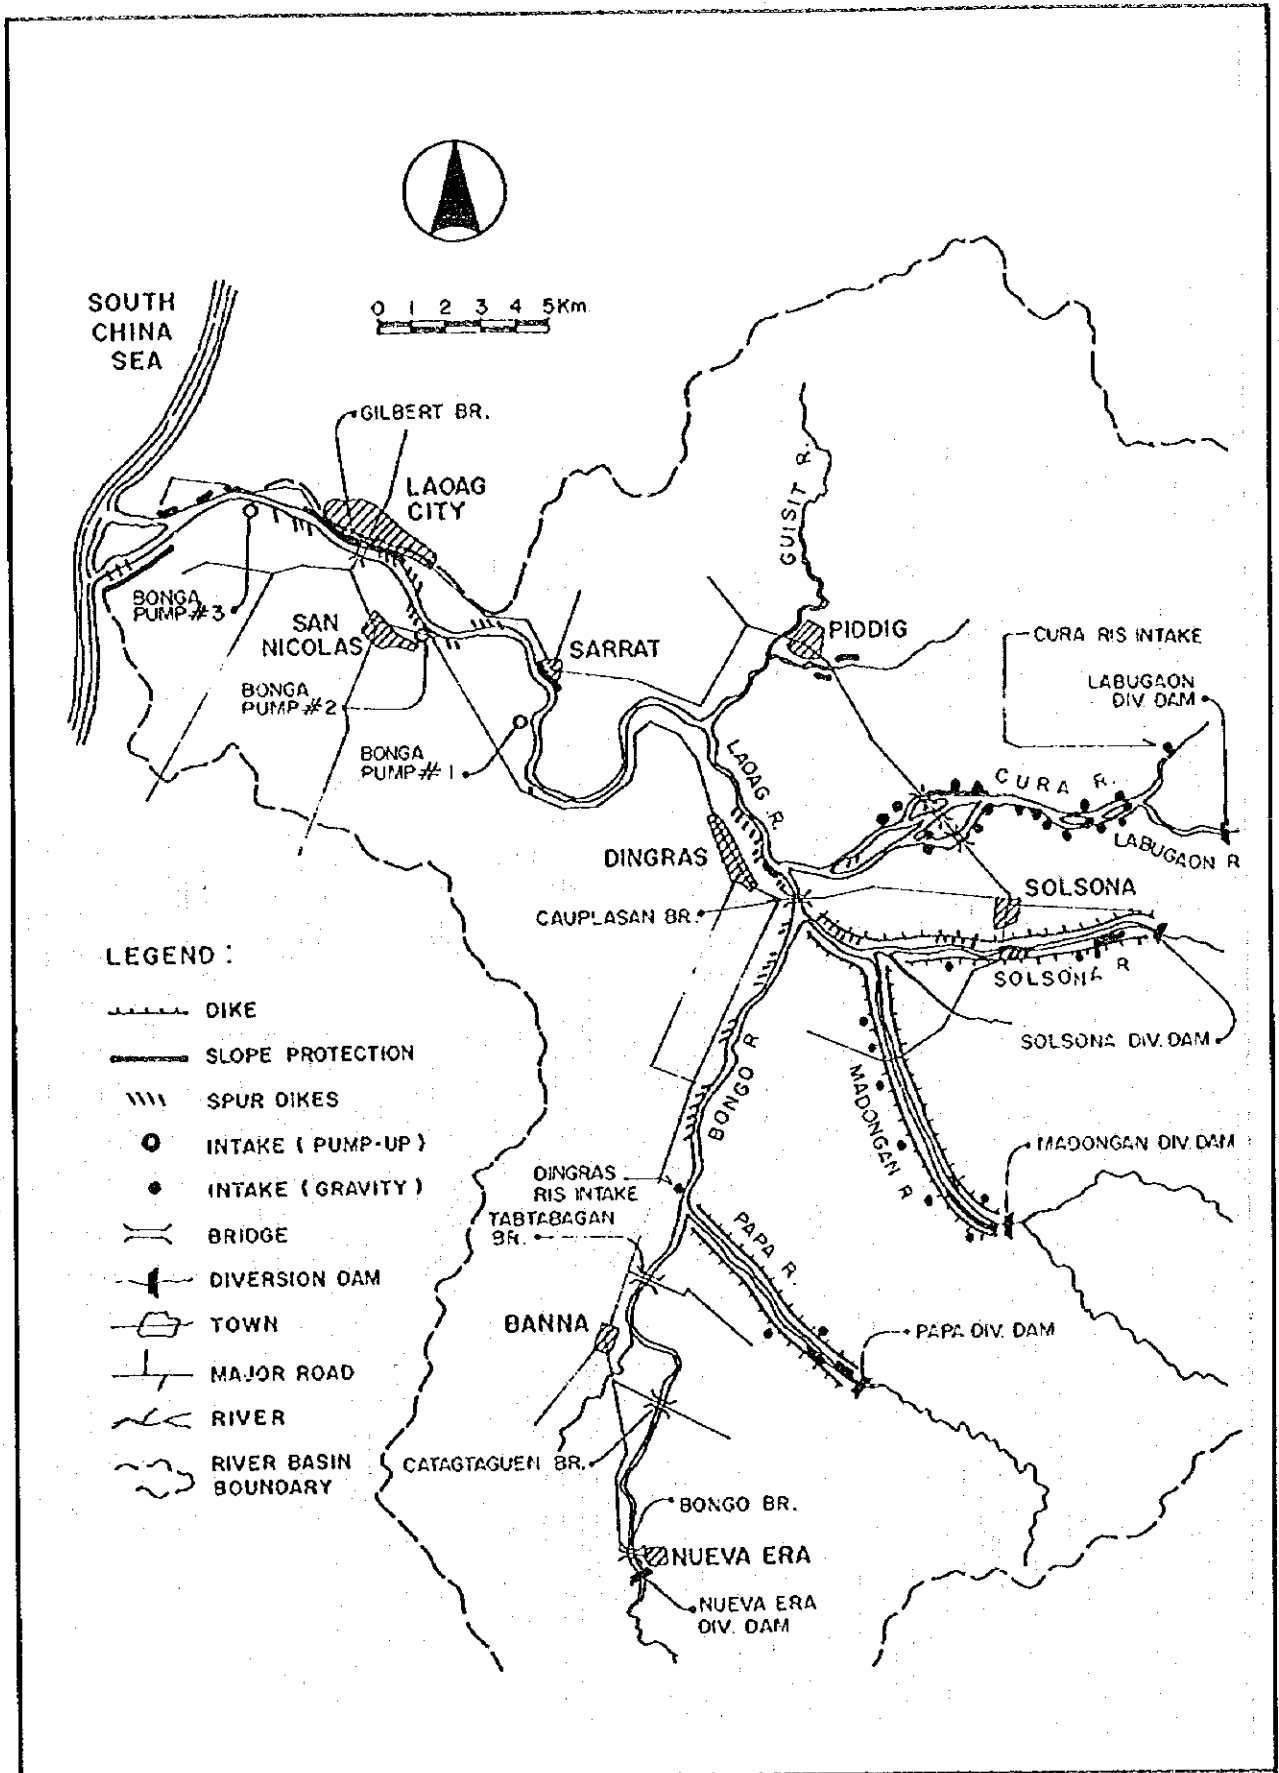 0 1 2 3 4 5Km.
SOUTH
CHINA
SEA
GILBERT BR.
LAOAG
CITY
GUISIT R.
BONGA
PUMP #3
SAN
NICOLAS
SARRAT
PIDDIG
CURA RIS INTAKE
LABUGAON
DIV. DAM
BONGA
PUMP #2
BONGA
PUMP #1
LAOAG R.
CURA R.
LABUGAON R
DINGRAS
SOLSONA
CAUPLASAN BR.
SOLSONA R
SOLSONA DIV. DAM
BONGO R
MADONGAN R
MADONGAN DIV. DAM
DINGRAS
RIS INTAKE
TABTABAGAN
BR.
PAPA R.
BANNA
PAPA DIV. DAM
CATAGTAGUEN BR.
BONGO BR.
NUEVA ERA
NUEVA ERA
DIV. DAM
LEGEND :
DIKE
SLOPE PROTECTION
SPUR DIKES
INTAKE ( PUMP-UP )
INTAKE ( GRAVITY )
BRIDGE
DIVERSION DAM
TOWN
MAJOR ROAD
RIVER
RIVER BASIN
BOUNDARY